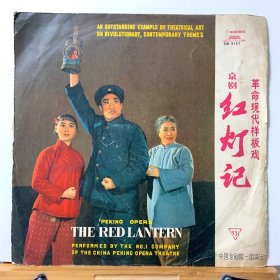 AN OUTSTANDING EXAMPLE OF THEATRICAL ART
ON REVOLUTIONARY, CONTEMPORARY THEMES
革命现代样板戏
京剧
红灯记
PEKING OPERA
THE RED LANTERN
PERFORMED BY THE NO.1 COMPANY
OF THE CHINA PEKING OPERA THEATRE
33